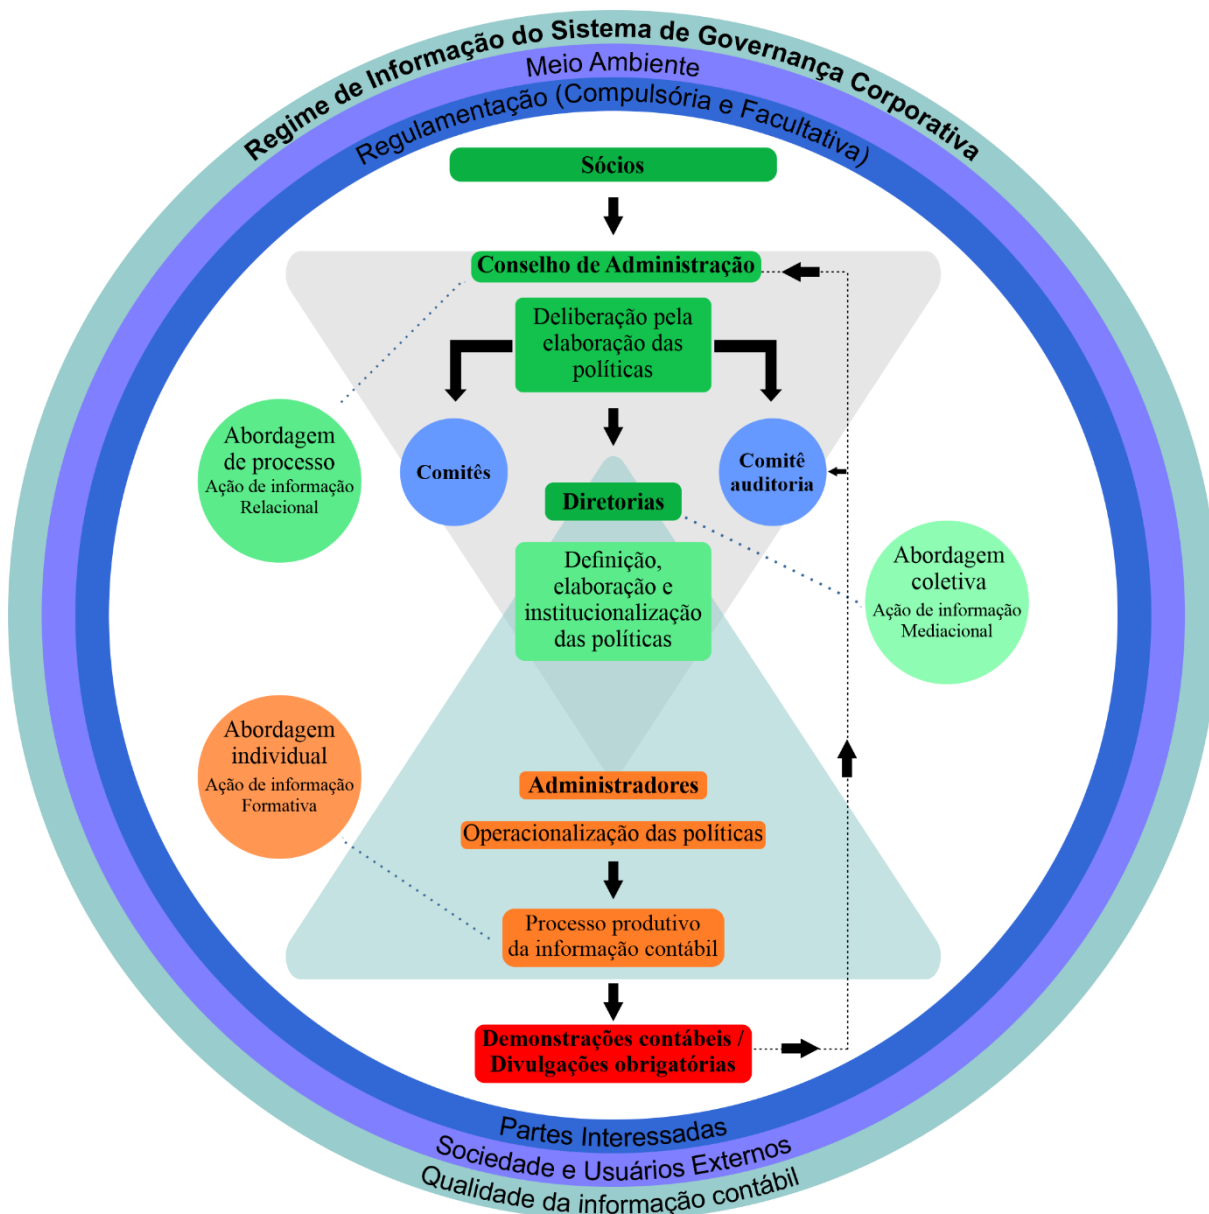 Regime de Informação do Sistema de Governança Corporativa
Meio Ambiente
Regulamentação (Compulsória e Facultativa)
Sócios
Conselho de Administração
Deliberação pela
elaboração das
políticas
Abordagem
de processo
Ação de informação
Relacional
Comitês
Comitê
auditoria
Diretorias
Definição,
elaboração e
institucionalização
das políticas
Abordagem
coletiva
Ação de informação
Mediacional
Abordagem
individual
Ação de informação
Formativa
Administradores
Operacionalização das políticas
Processo produtivo
da informação contábil
Demonstrações contábeis /
Divulgações obrigatórias
Partes Interessadas
Sociedade e Usuários Externos
Qualidade da informação contábil